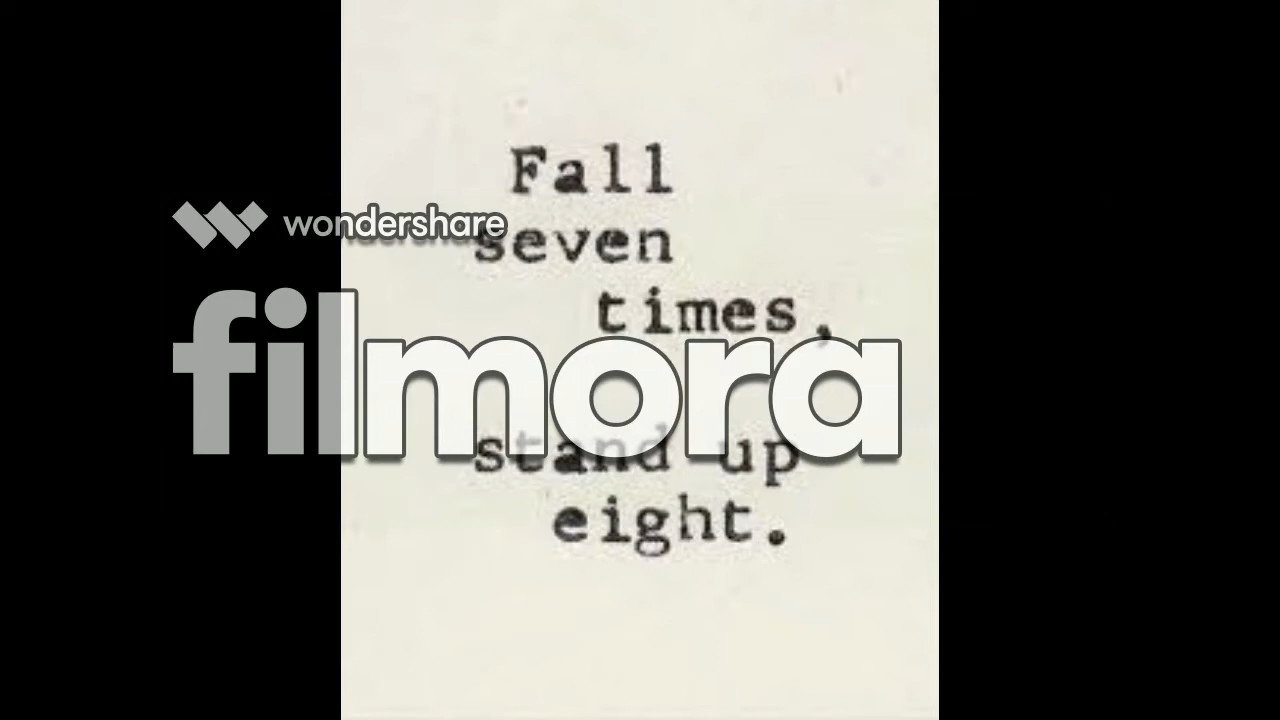 Fall
wondershare
seven
times,
filmora
stand up
eight.